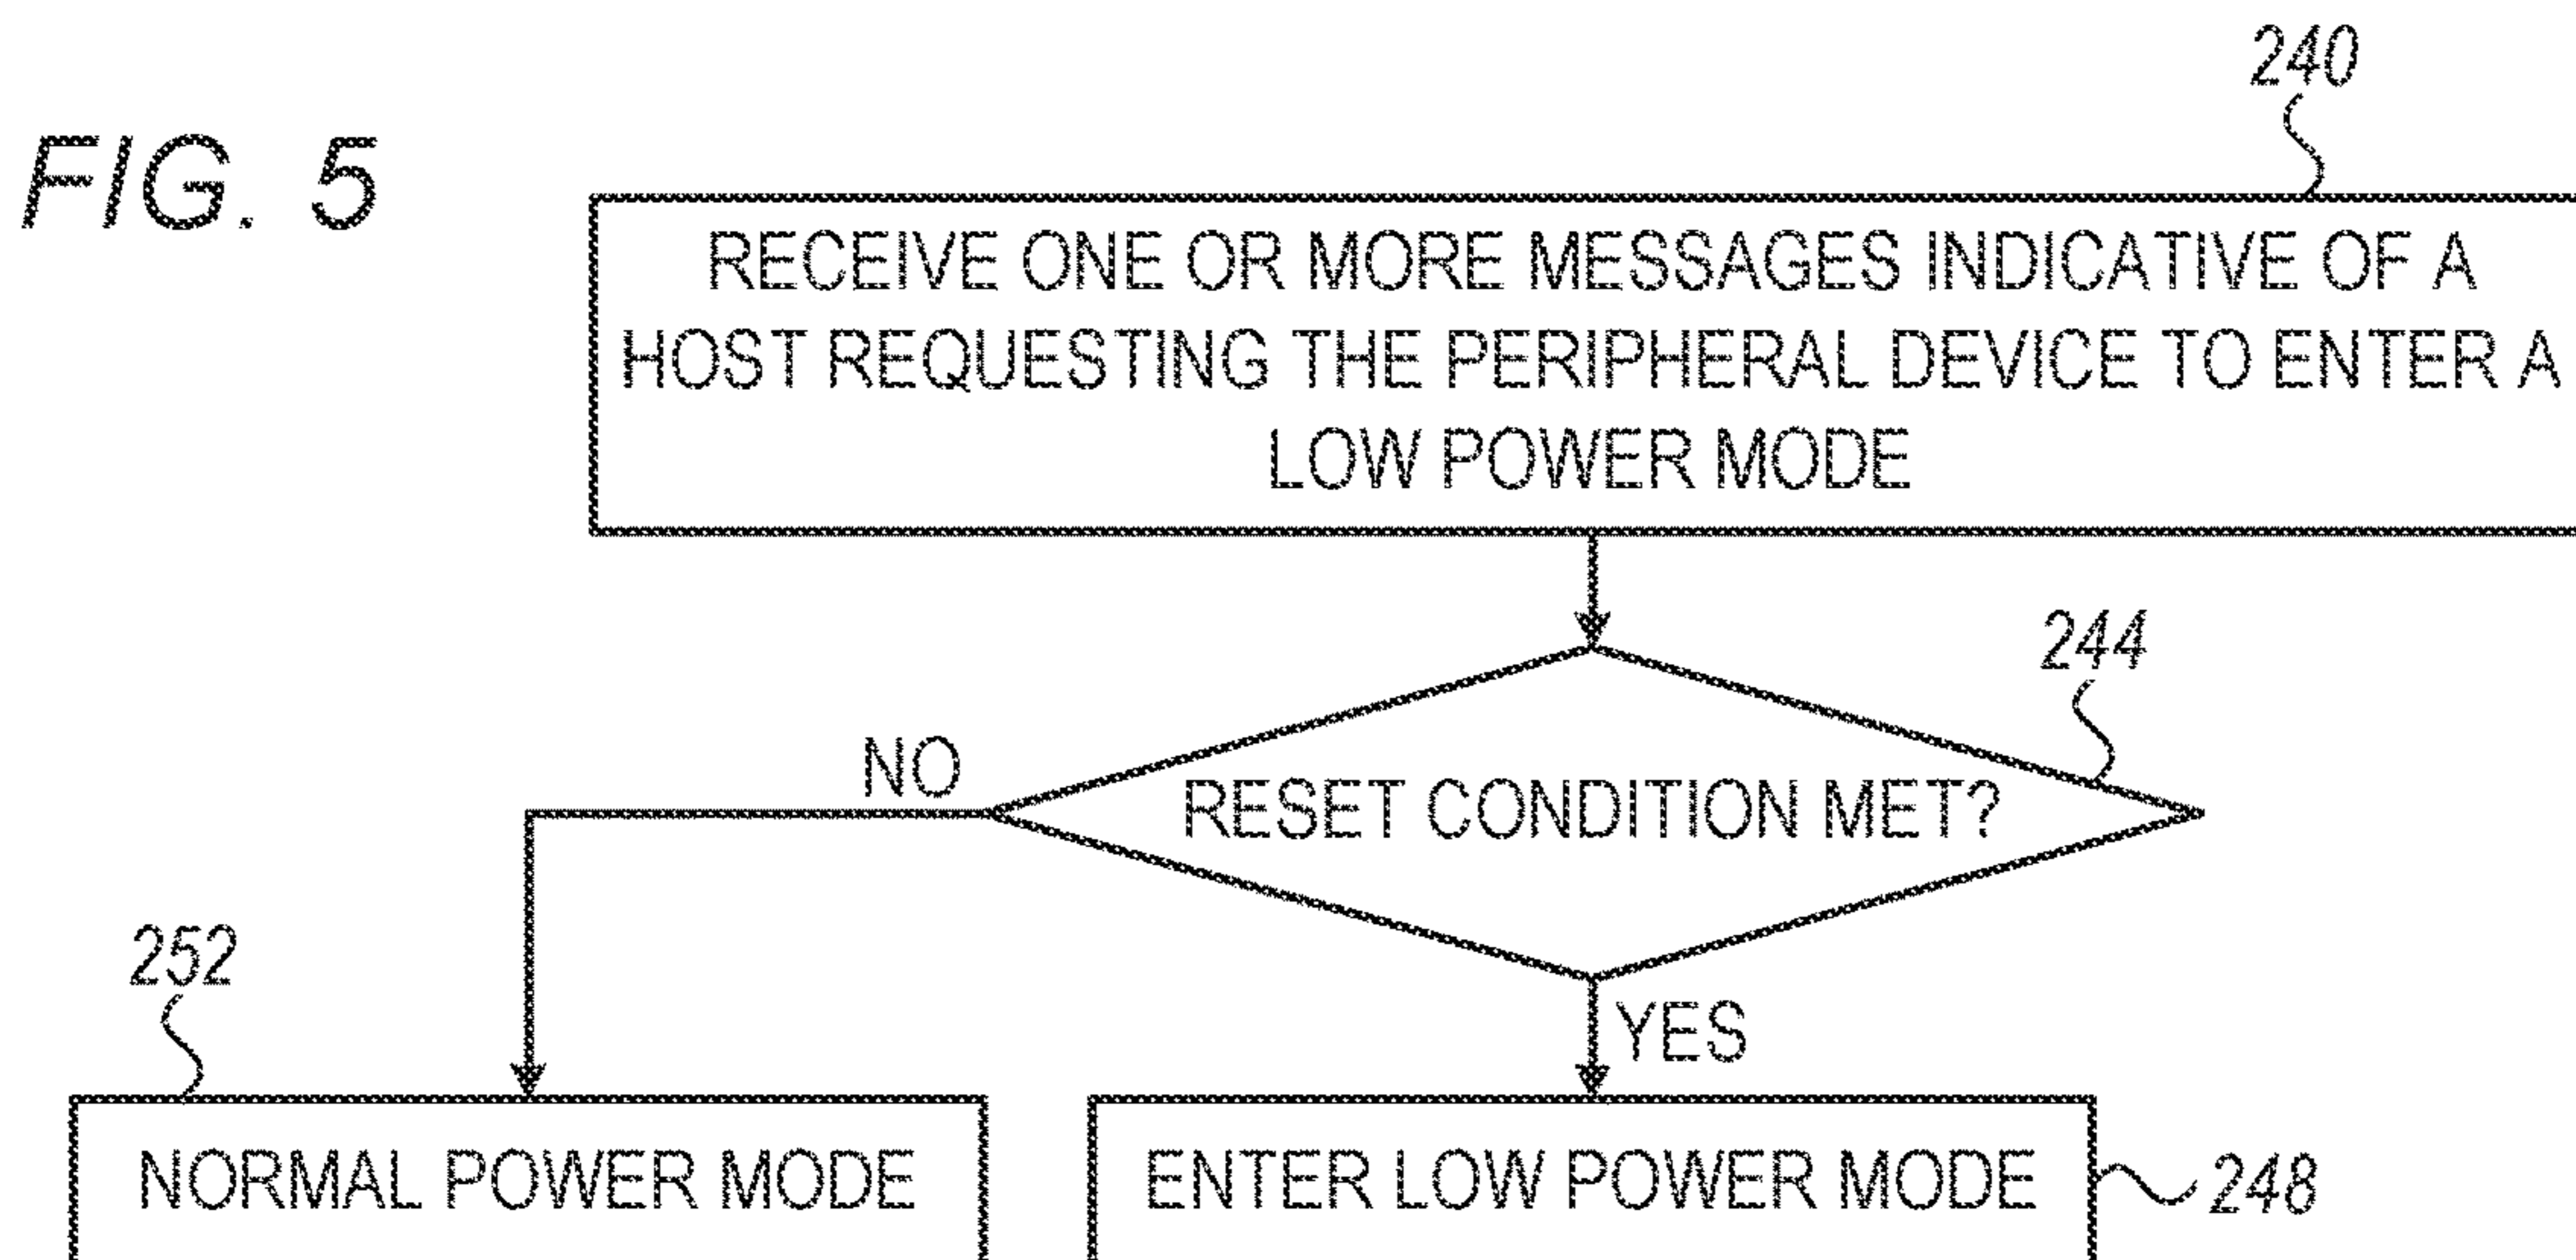 FIG. 5
240
RECEIVE ONE OR MORE MESSAGES INDICATIVE OF A
HOST REQUESTING THE PERIPHERAL DEVICE TO ENTER A
LOW POWER MODE
244
NO
RESET CONDITION MET?
252
YES
NORMAL POWER MODE
ENTER LOW POWER MODE
248